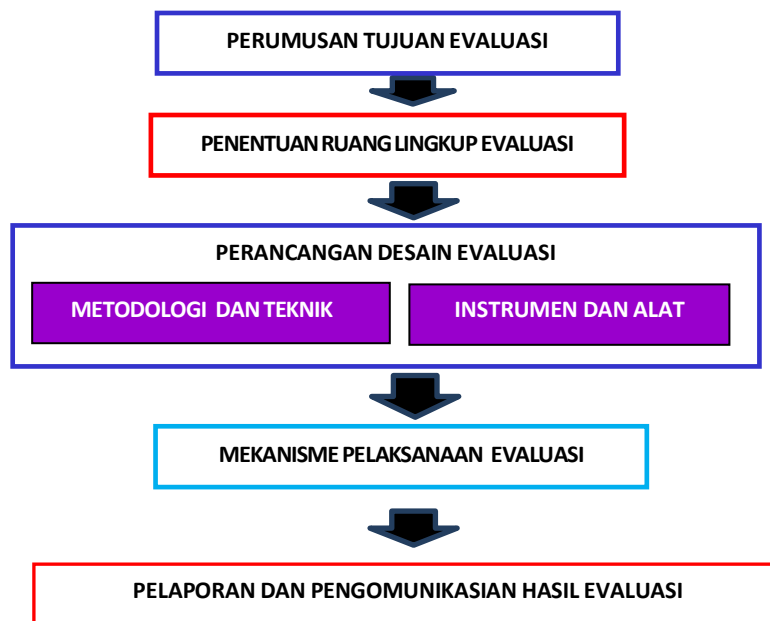 PERUMUSAN TUJUAN EVALUASI
PENENTUAN RUANG LINGKUP EVALUASI
PERANCANGAN DESAIN EVALUASI
METODOLOGI DAN TEKNIK
INSTRUMEN DAN ALAT
MEKANISME PELAKSANAAN EVALUASI
PELAPORAN DAN PENGOMUNIKASIAN HASIL EVALUASI